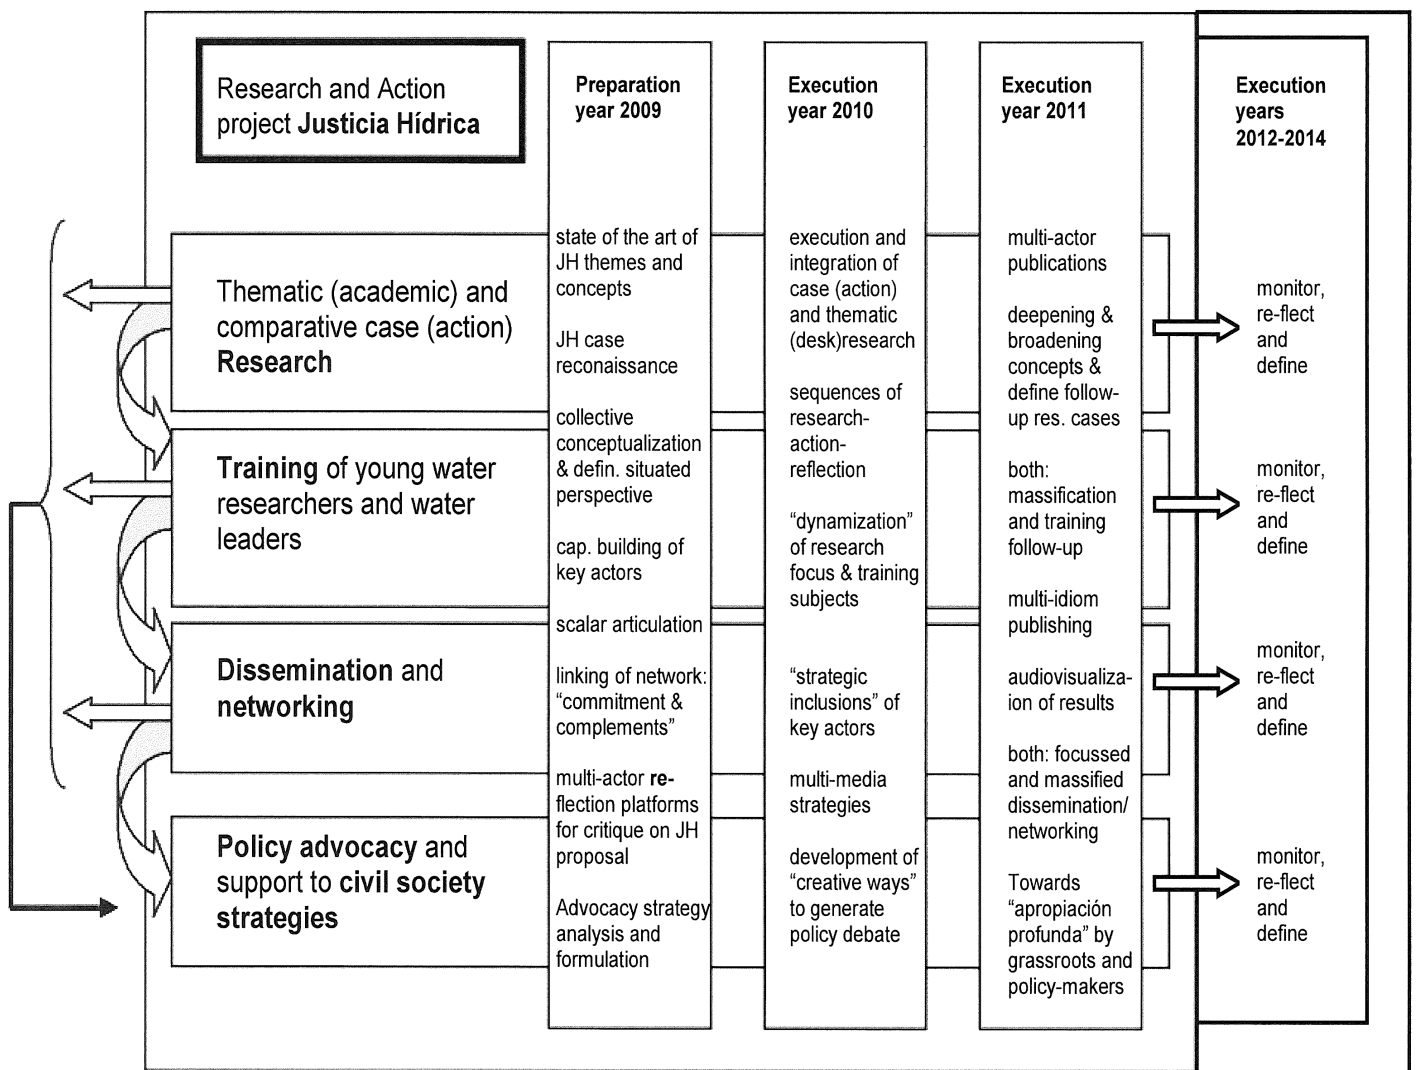 Research and Action
project Justicia Hídrica
Preparation
year 2009
Execution
year 2010
Execution
year 2011
Execution
years
2012-2014
Thematic (academic) and
comparative case (action)
Research
Training of young water
researchers and water
leaders
Dissemination and
networking
Policy advocacy and
support to civil society
strategies
state of the art of
JH themes and
concepts
JH case
reconaissance
collective
conceptualization
& defin. situated
perspective
cap. building of
key actors
scalar articulation
linking of network:
“commitment &
complements”
multi-actor re-
flection platforms
for critique on JH
proposal
Advocacy strategy
analysis and
formulation
execution and
integration of
case (action)
and thematic
(desk)research
sequences of
research-
action-
reflection
“dynamization”
of research
focus & training
subjects
“strategic
inclusions” of
key actors
multi-media
strategies
development of
“creative ways”
to generate
policy debate
multi-actor
publications
deepening &
broadening
concepts &
define follow-
up res. cases
both:
massification
and training
follow-up
multi-idiom
publishing
audiovisualiza-
ion of results
both: focussed
and massified
dissemination/
networking
Towards
“apropiación
profunda” by
grassroots and
policy-makers
monitor,
re-flect
and
define
monitor,
re-flect
and
define
monitor,
re-flect
and
define
monitor,
re-flect
and
define